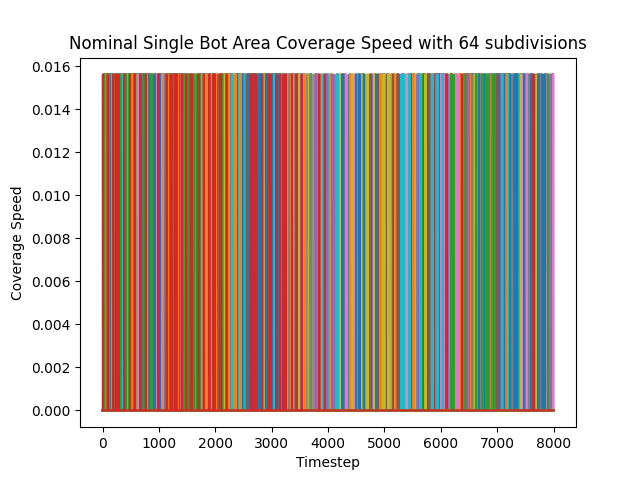 Nominal Single Bot Area Coverage Speed with 64 subdivisions
0.016
0.014
0.012
0.010
0.008
0.006
0.004
0.002
0.000
Coverage Speed
0 1000 2000 3000 4000 5000 6000 7000 8000
Timestep